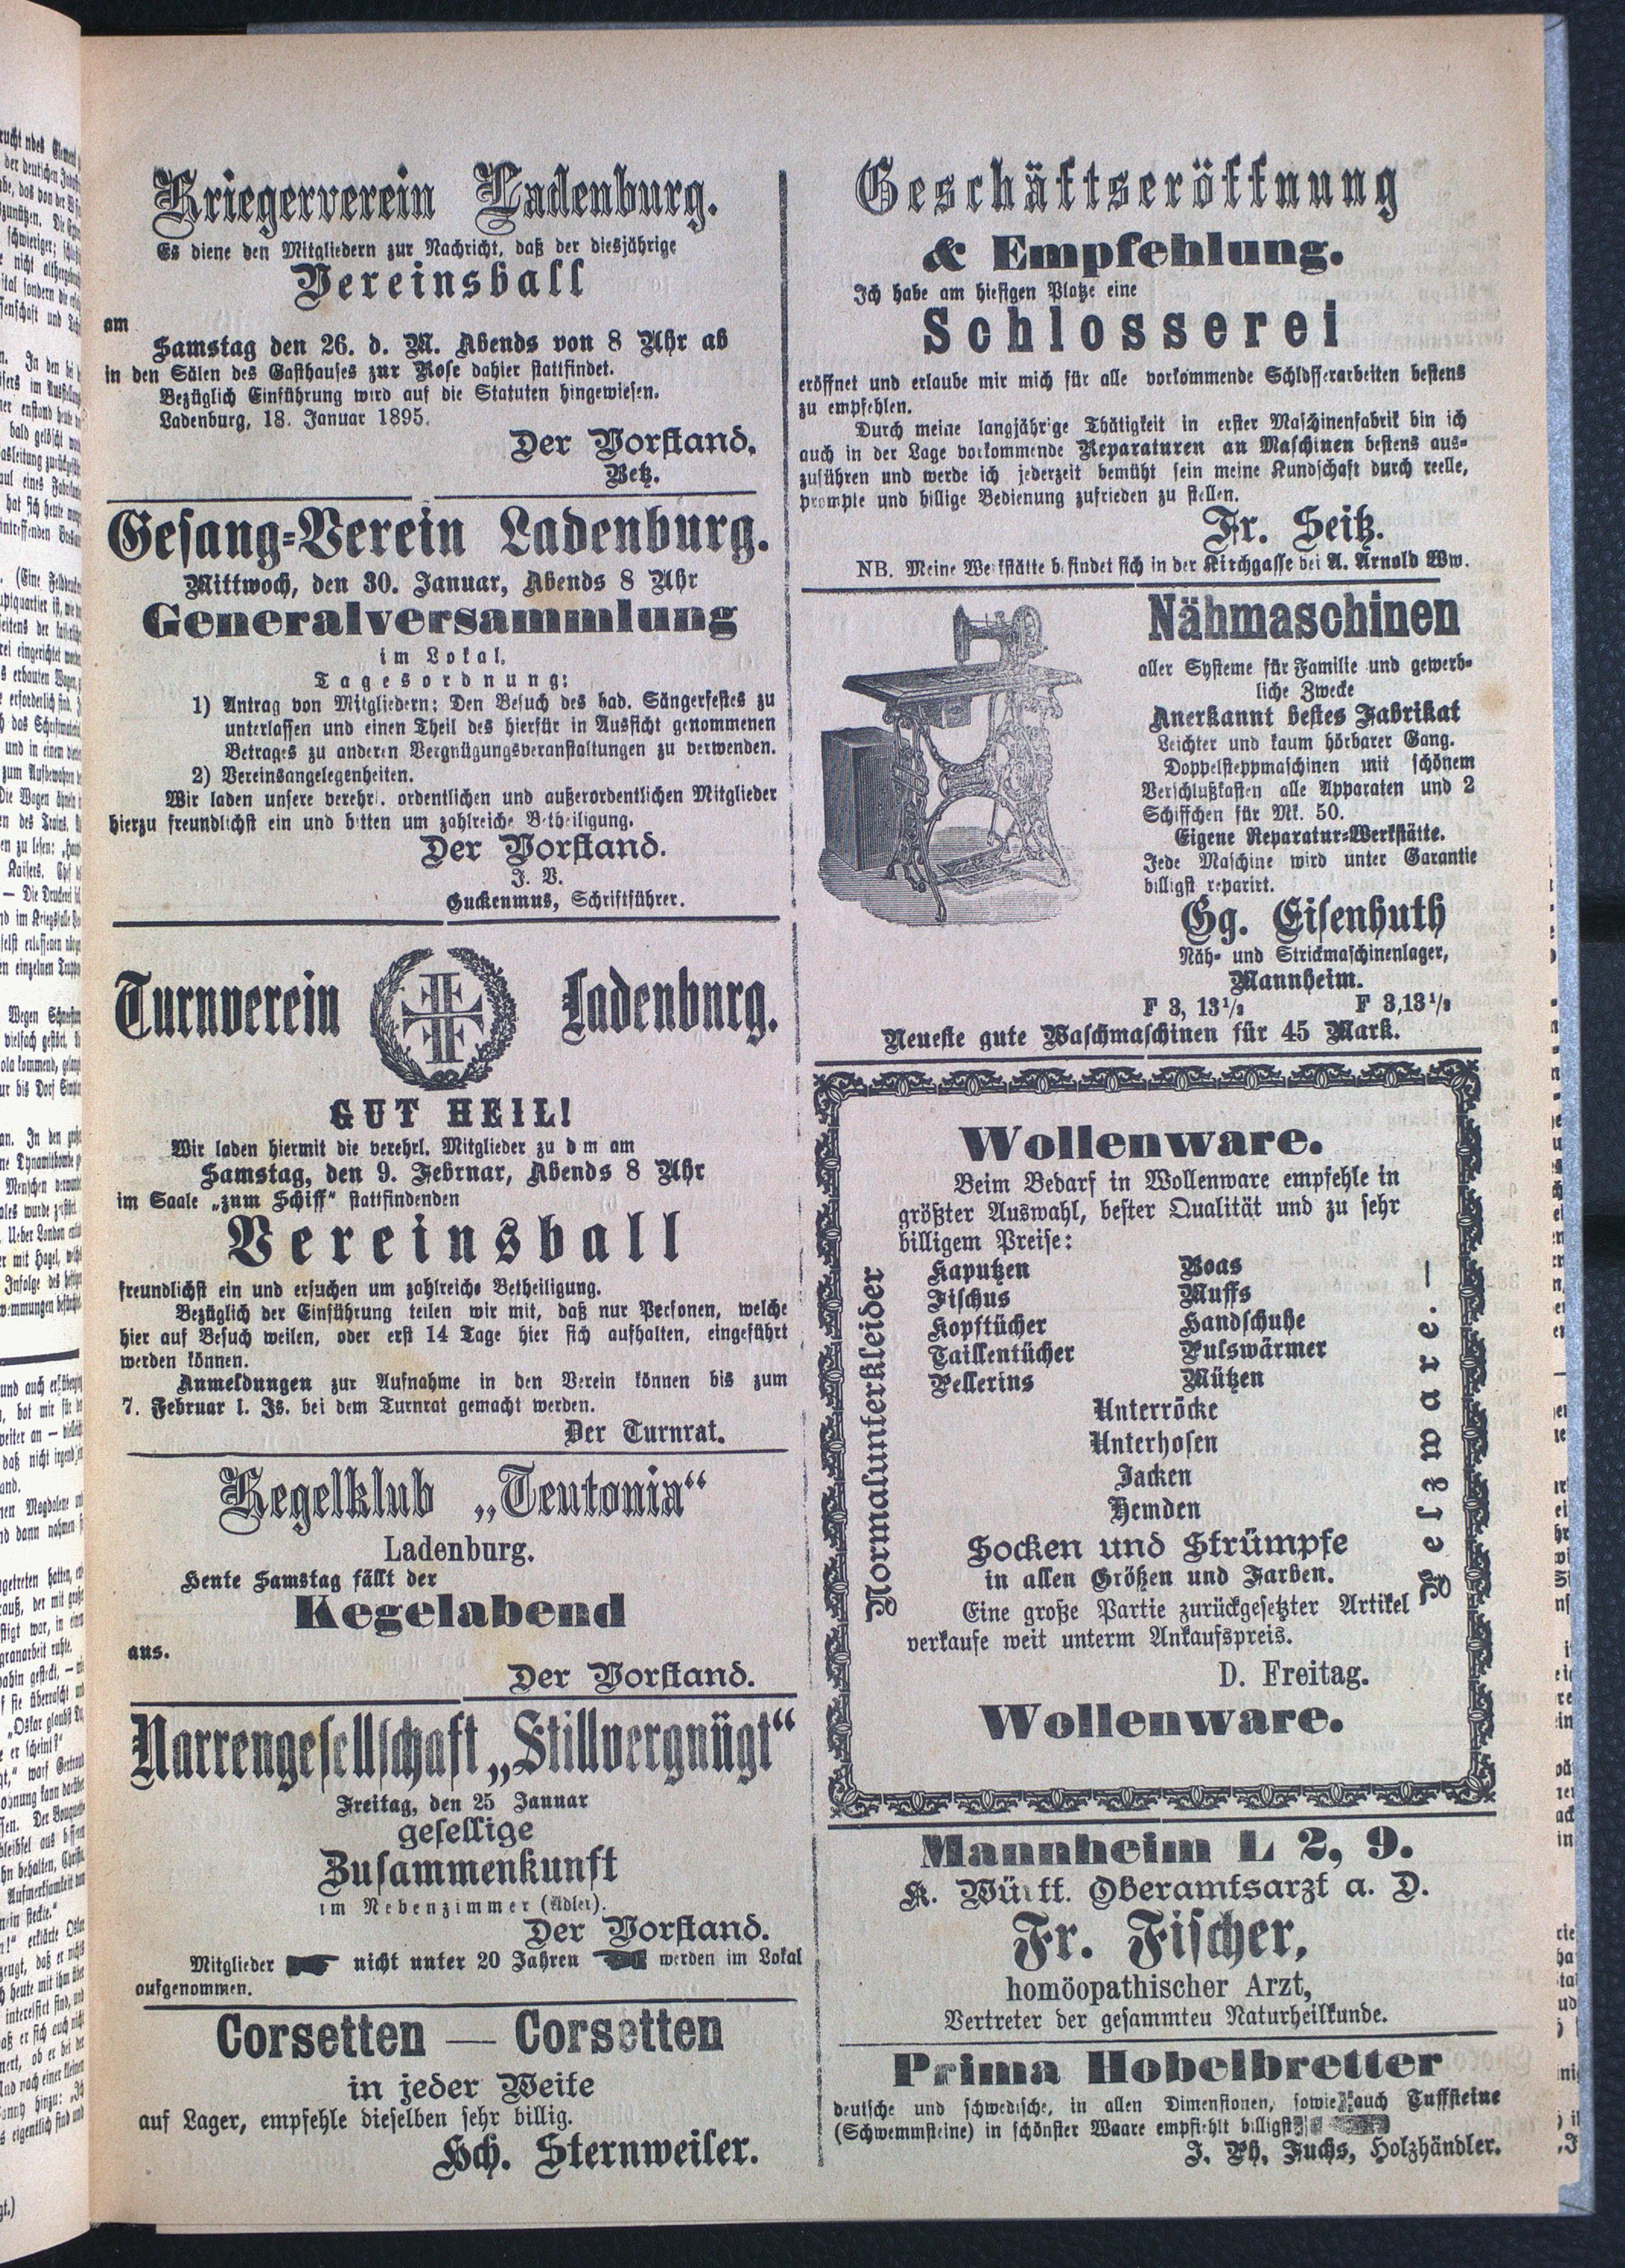 Kriegerverein Ladenburg.
Es diene den Mitgliedern zur Nachricht, daß der diesjährige
Vereinsball
am
Samstag den 26. d. M. Abends von 8 Uhr ab
in den Sälen des Gasthauses zur Rose dahier stattfindet.
Bezüglich Einführung wird auf die Statuten hingewiesen.
Ladenburg, 18. Januar 1895.
Der Vorstand.
Betz.
Gesang-Verein Ladenburg.
Mittwoch, den 30. Januar, Abends 8 Uhr
Generalversammlung
im Lokal.
Tagesordnung:
1) Antrag von Mitgliedern: Den Besuch des bad. Sängerfestes zu
unterlassen und einen Theil des hierfür in Aussicht genommenen
Betrages zu anderen Vergnügungsveranstaltungen zu verwenden.
2) Vereinsangelegenheiten.
Wir laden unsere verehrl. ordentlichen und außerordentlichen Mitglieder
hierzu freundlichst ein und bitten um zahlreiche Betheiligung.
Der Vorstand.
J. V.
Guckenmus, Schriftführer.
Turnverein Ladenburg.
GUT HEIL!
Wir laden hiermit die verehrl. Mitglieder zu d m am
Samstag, den 9. Februar, Abends 8 Uhr
im Saale „zum Schiff“ stattfindenden
Vereinsball
freundlichst ein und ersuchen um zahlreiche Betheiligung.
Bezüglich der Einführung teilen wir mit, daß nur Personen, welche
hier auf Besuch weilen, oder erst 14 Tage hier sich aufhalten, eingeführt
werden können.
Anmeldungen zur Aufnahme in den Verein können bis zum
7. Februar l. Js. bei dem Turnrat gemacht werden.
Der Turnrat.
Kegelklub „Teutonia“
Ladenburg.
Heute Samstag fällt der
Kegelabend
aus.
Der Vorstand.
Narrengesellschaft „Stillvergnügt“
Freitag, den 25 Januar
gesellige
Zusammenkunft
im Nebenzimmer (Adler).
Der Vorstand.
Mitglieder nicht unter 20 Jahren werden im Lokal
aufgenommen.
Corsetten — Corsetten
in jeder Weite
auf Lager, empfehle dieselben sehr billig.
Hch. Sternweiler.
Geschäftseröffnung
& Empfehlung.
Ich habe am hiesigen Platze eine
Schlosserei
eröffnet und erlaube mir mich für alle vorkommende Schlosserarbeiten bestens
zu empfehlen.
Durch meine langjährige Thätigkeit in erster Maschinenfabrik bin ich
auch in der Lage vorkommende Reparaturen an Maschinen bestens aus-
zuführen und werde ich jederzeit bemüht sein meine Kundschaft durch reelle,
prompte und billige Bedienung zufrieden zu stellen.
Fr. Seitz.
NB. Meine Werkstätte befindet sich in der Kirchgasse bei A. Arnold Ww.
Nähmaschinen
aller Systeme für Familie und gewerb-
liche Zwecke
Anerkannt bestes Fabrikat
Leichter und kaum hörbarer Gang.
Doppelsteppmaschinen mit schönem
Verschlußkasten alle Apparaten und 2
Schiffchen für Mk. 50.
Eigene Reparatur-Werkstätte.
Jede Maschine wird unter Garantie
billigst reparirt.
Gg. Eisenhuth
Näh- und Strickmaschinenlager,
Mannheim.
F 3, 13½ F 3,13½
Neueste gute Waschmaschinen für 45 Mark.
Wollenware.
Beim Bedarf in Wollenware empfehle in
größter Auswahl, bester Qualität und zu sehr
billigem Preise:
Kaputzen Boas
Fischus Muffs
Kopftücher Handschuhe
Taillentücher Pulswärmer
Pellerins Mützen
Unterröcke
Unterhosen
Jacken
Hemden
Socken und Strümpfe
in allen Größen und Farben.
Eine große Partie zurückgesetzter Artikel
verkaufe weit unterm Ankaufspreis.
D. Freitag.
Wollenware.
Normalunterkleider
Pelzware. —
Mannheim L 2, 9.
K. Württ. Oberamtsarzt a. D.
Fr. Fischer,
homöopathischer Arzt,
Vertreter der gesammten Naturheilkunde.
Prima Hobelbretter
deutsche und schwedische, in allen Dimensionen, sowie auch Tuffsteine
(Schwemmsteine) in schönster Waare empfiehlt billigst
J. Ph. Fuchs, Holzhändler.